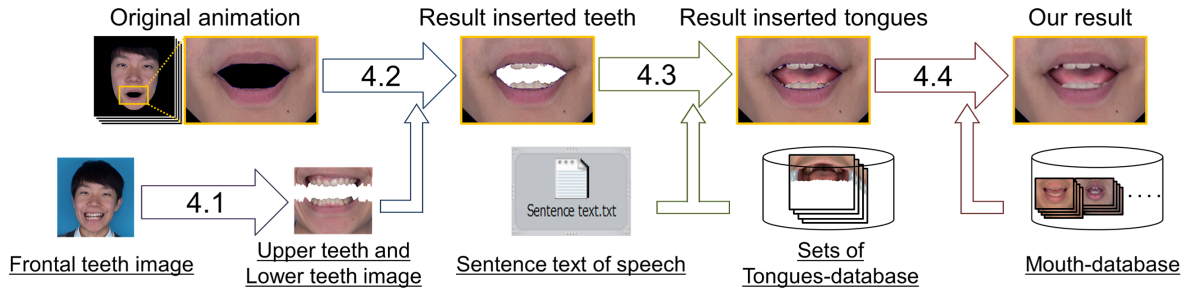 Original animation
Result inserted teeth
Result inserted tongues
Our result
4.2
4.3
4.4
4.1
Sentence text.txt
Frontal teeth image
Upper teeth and
Lower teeth image
Sentence text of speech
Sets of
Tongues-database
Mouth-database